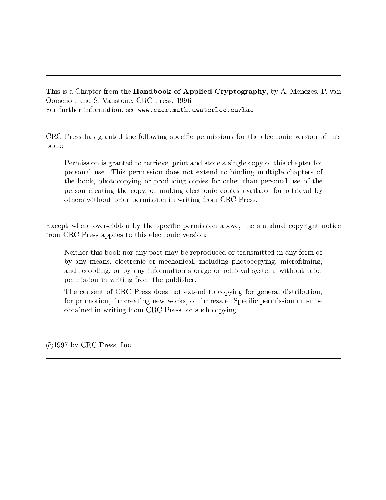 This is a Chapter from the Handbook of Applied Cryptography, by A. Menezes, P. van
Oorschot, and S. Vanstone, CRC Press, 1996.
For further information, see www.cacr.math.uwaterloo.ca/hac
CRC Press has granted the following specific permissions for the electronic version of this
book:
Permission is granted to retrieve, print and store a single copy of this chapter for
personal use. This permission does not extend to binding multiple chapters of
the book, photocopying or producing copies for other than personal use of the
person creating the copy, or making electronic copies available for retrieval by
others without prior permission in writing from CRC Press.
Except where over-ridden by the specific permission above, the standard copyright notice
from CRC Press applies to this electronic version:
Neither this book nor any part may be reproduced or transmitted in any form or
by any means, electronic or mechanical, including photocopying, microfilming,
and recording, or by any information storage or retrieval system, without prior
permission in writing from the publisher.
The consent of CRC Press does not extend to copying for general distribution,
for promotion, for creating new works, or for resale. Specific permission must be
obtained in writing from CRC Press for such copying.
©1997 by CRC Press, Inc.